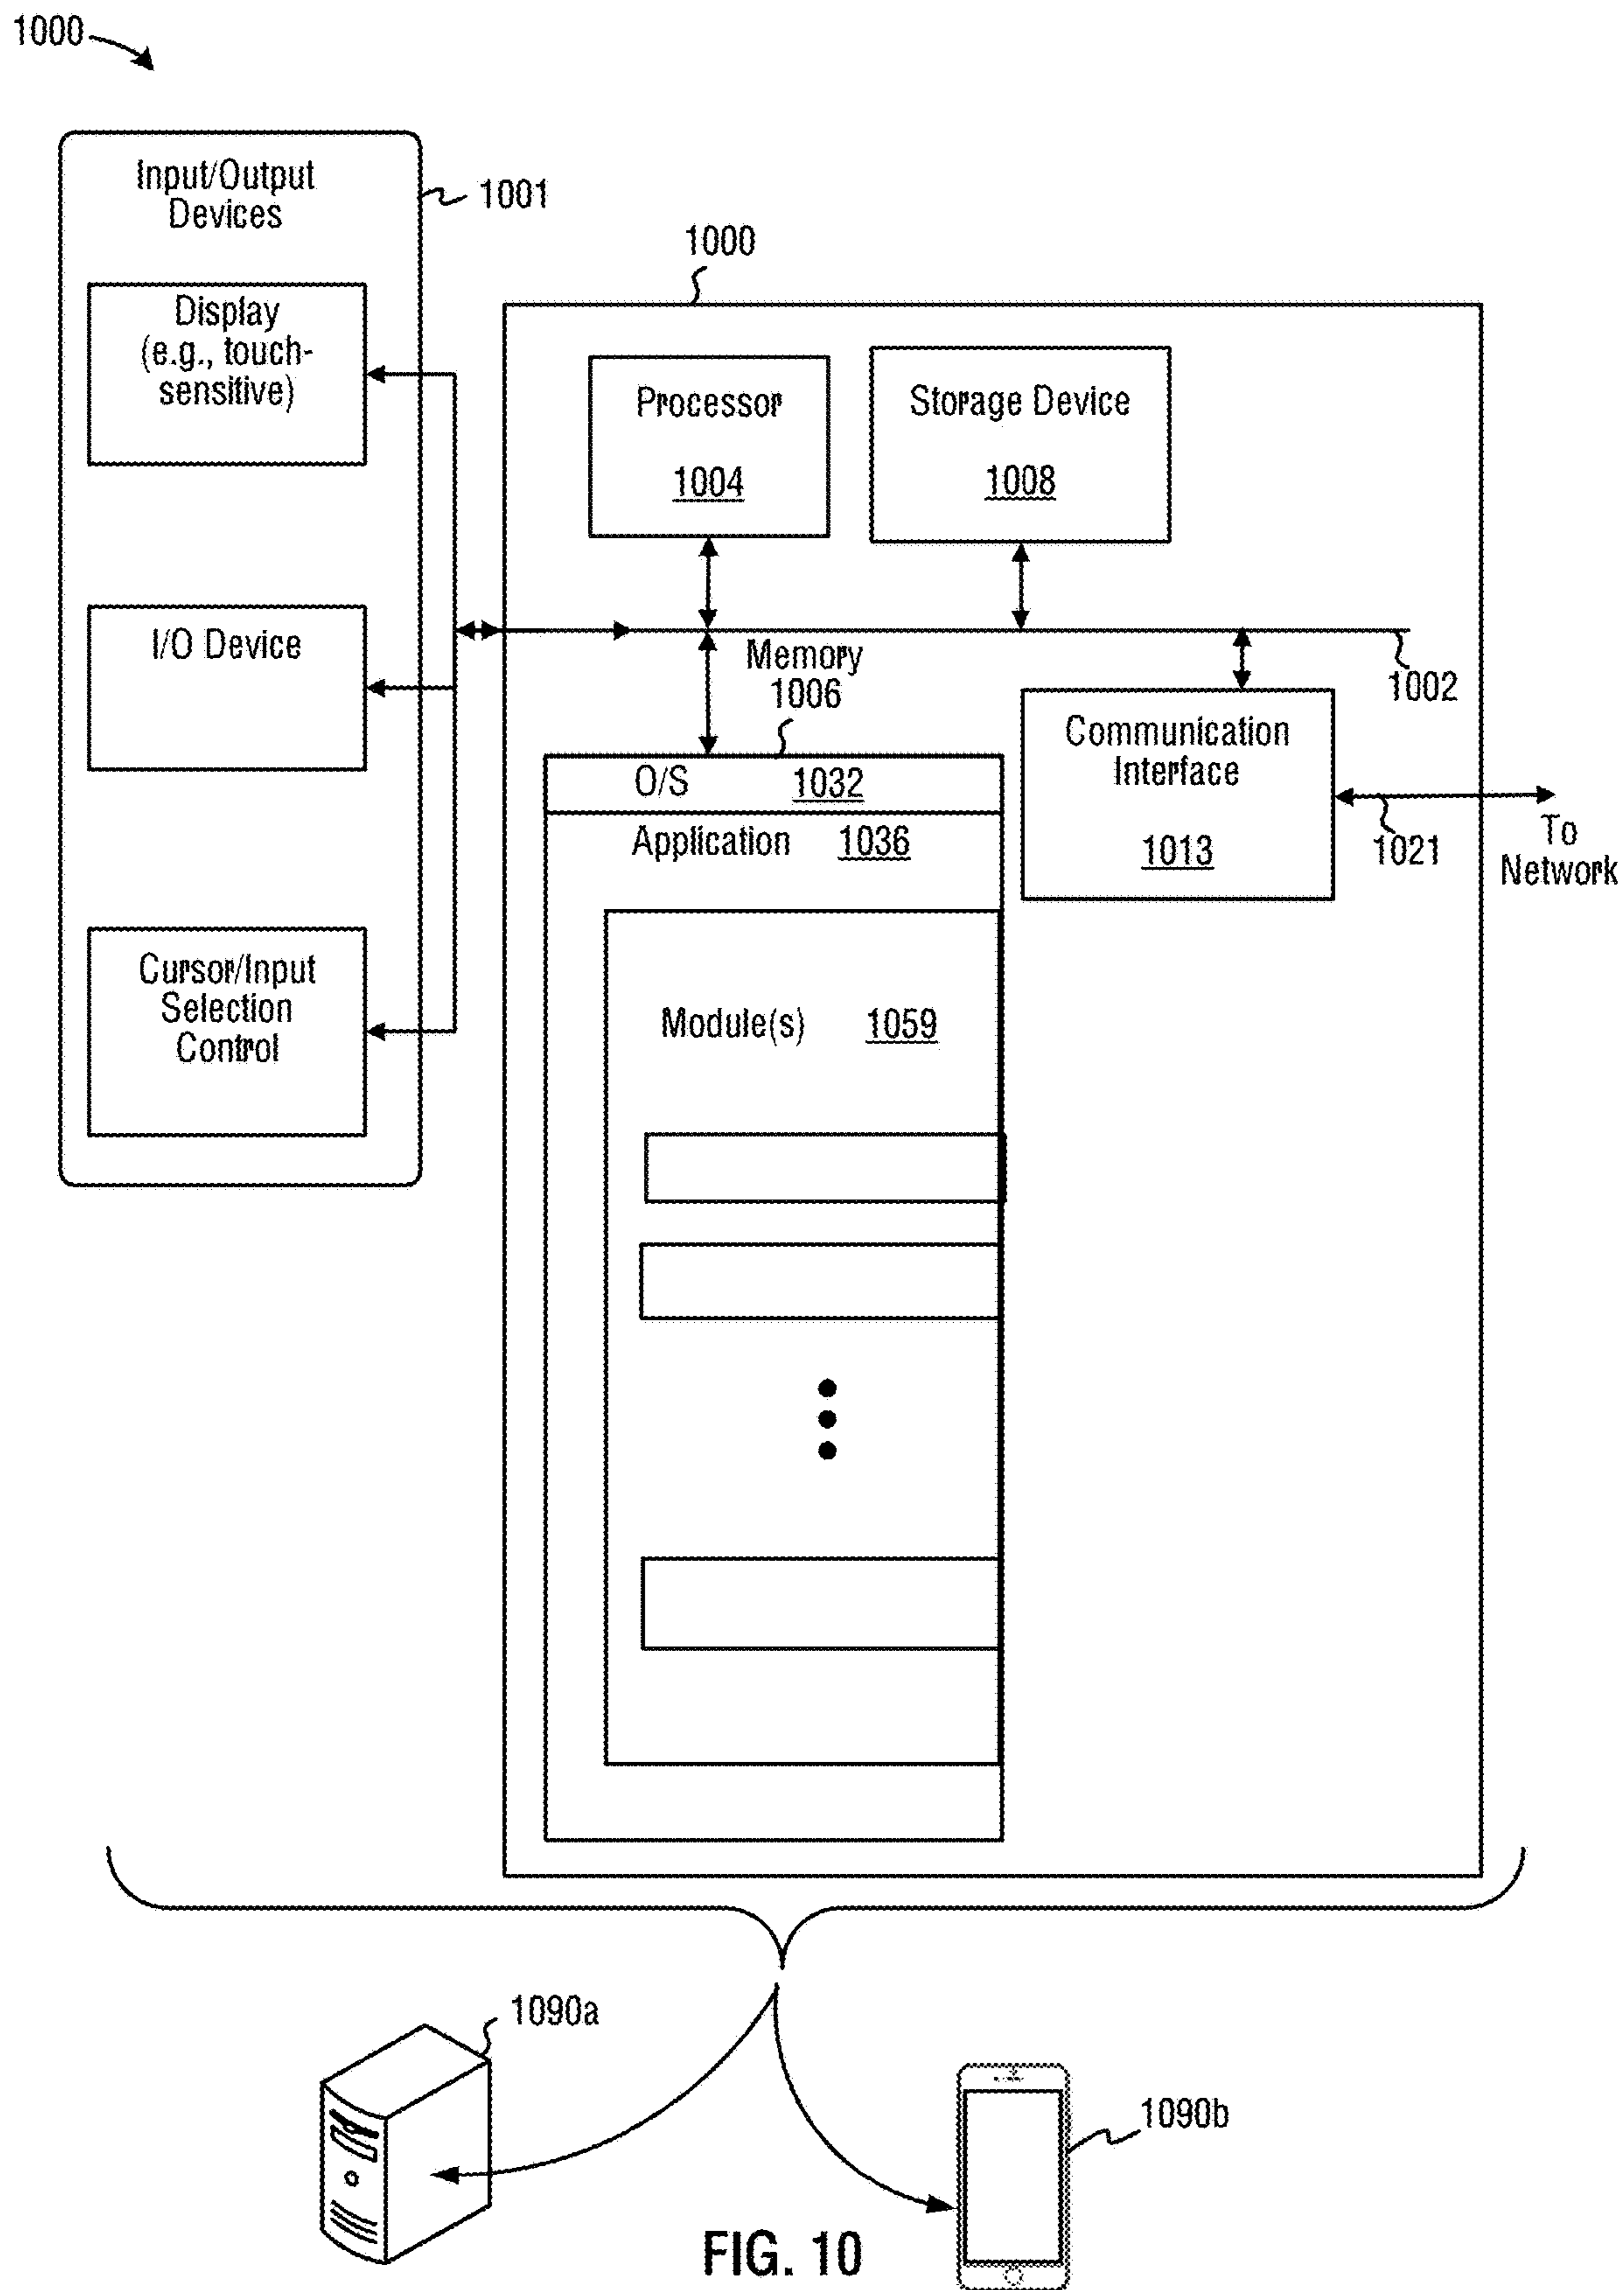 1000
Input/Output
Devices
1001
Display
(e.g., touch-
sensitive)
I/O Device
Cursor/Input
Selection
Control
1000
Processor
1004
Storage Device
1008
Memory
1006
1002
O/S 1032
Application 1036
Module(s) 1059
Communication
Interface
1013
1021
To
Network
1090a
1090b
FIG. 10